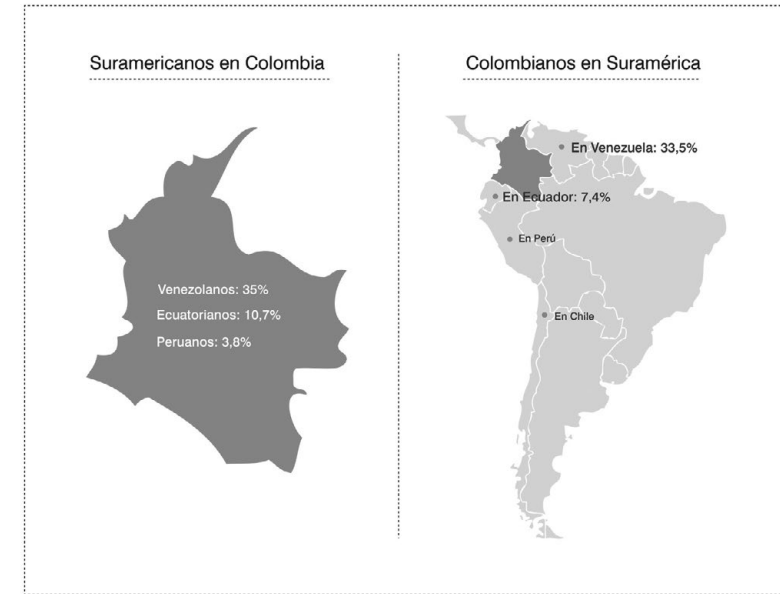 Suramericanos en Colombia
Venezolanos: 35%
Ecuatorianos: 10,7%
Peruanos: 3,8%
Colombianos en Suramérica
En Venezuela: 33,5%
En Ecuador: 7,4%
En Perú
En Chile